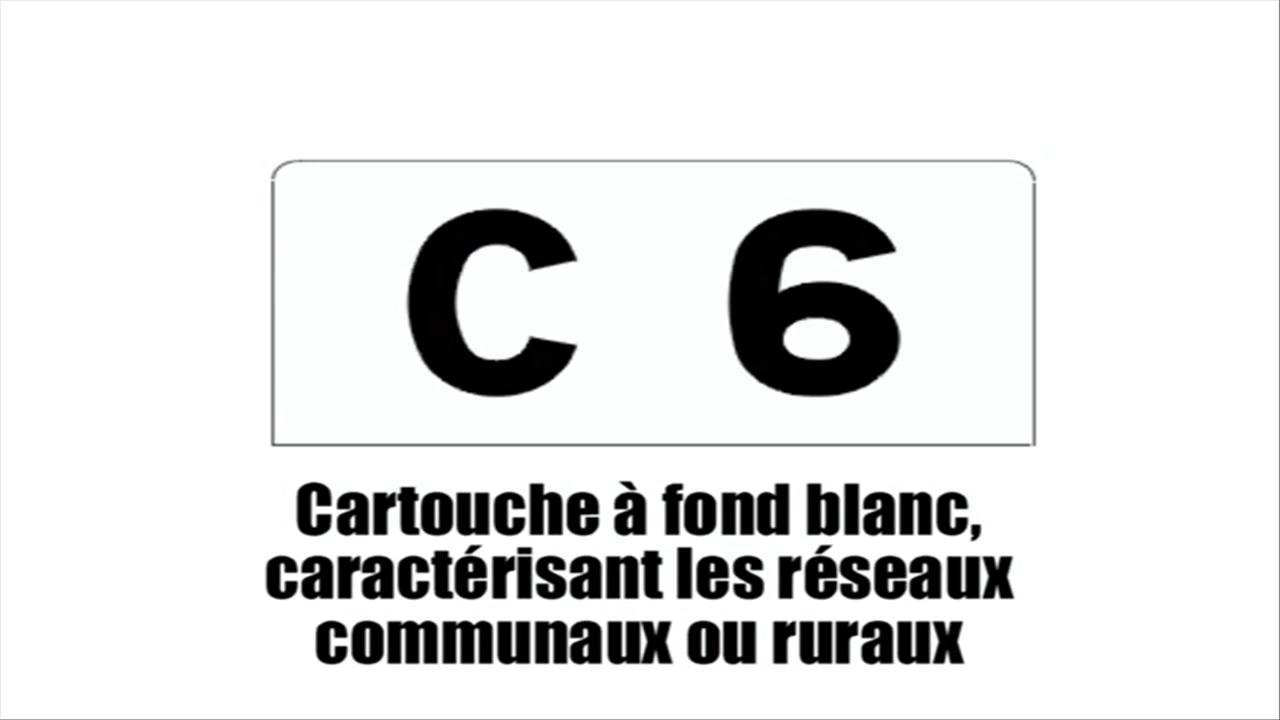 C 6
Cartouche à fond blanc,
caractérisant les réseaux
communaux ou ruraux